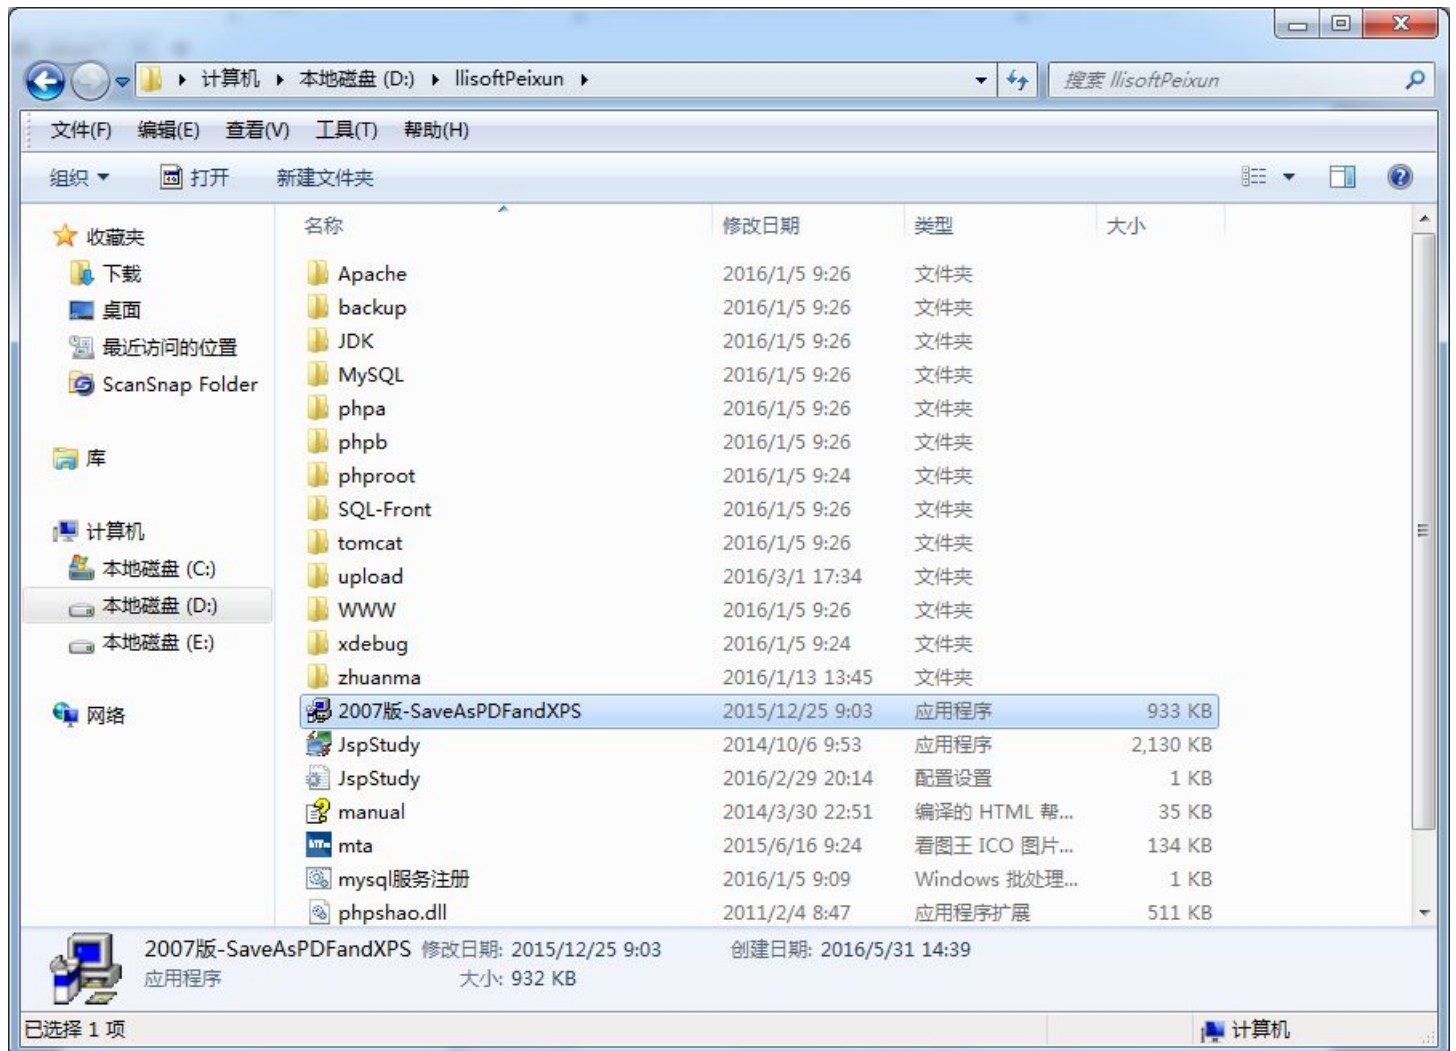 计算机 本地磁盘 (D:) llisoftPeixun 搜索 llisoftPeixun
文件(F) 编辑(E) 查看(V) 工具(T) 帮助(H)
组织 打开 新建文件夹
收藏夹
下载
桌面
最近访问的位置
ScanSnap Folder
库
计算机
本地磁盘 (C:)
本地磁盘 (D:)
本地磁盘 (E:)
网络
名称 修改日期 类型 大小
Apache 2016/1/5 9:26 文件夹
backup 2016/1/5 9:26 文件夹
JDK 2016/1/5 9:26 文件夹
MySQL 2016/1/5 9:26 文件夹
phpa 2016/1/5 9:26 文件夹
phpb 2016/1/5 9:26 文件夹
phproot 2016/1/5 9:24 文件夹
SQL-Front 2016/1/5 9:26 文件夹
tomcat 2016/1/5 9:26 文件夹
upload 2016/3/1 17:34 文件夹
WWW 2016/1/5 9:26 文件夹
xdebug 2016/1/5 9:24 文件夹
zhuanma 2016/1/13 13:45 文件夹
2007版-SaveAsPDFandXPS 2015/12/25 9:03 应用程序 933 KB
JspStudy 2014/10/6 9:53 应用程序 2,130 KB
JspStudy 2016/2/29 20:14 配置设置 1 KB
manual 2014/3/30 22:51 编译的 HTML 帮... 35 KB
mta 2015/6/16 9:24 看图王 ICO 图片... 134 KB
mysql服务注册 2016/1/5 9:09 Windows 批处理... 1 KB
phpshao.dll 2011/2/4 8:47 应用程序扩展 511 KB
2007版-SaveAsPDFandXPS 修改日期: 2015/12/25 9:03 创建日期: 2016/5/31 14:39
应用程序 大小: 932 KB
已选择 1 项 计算机